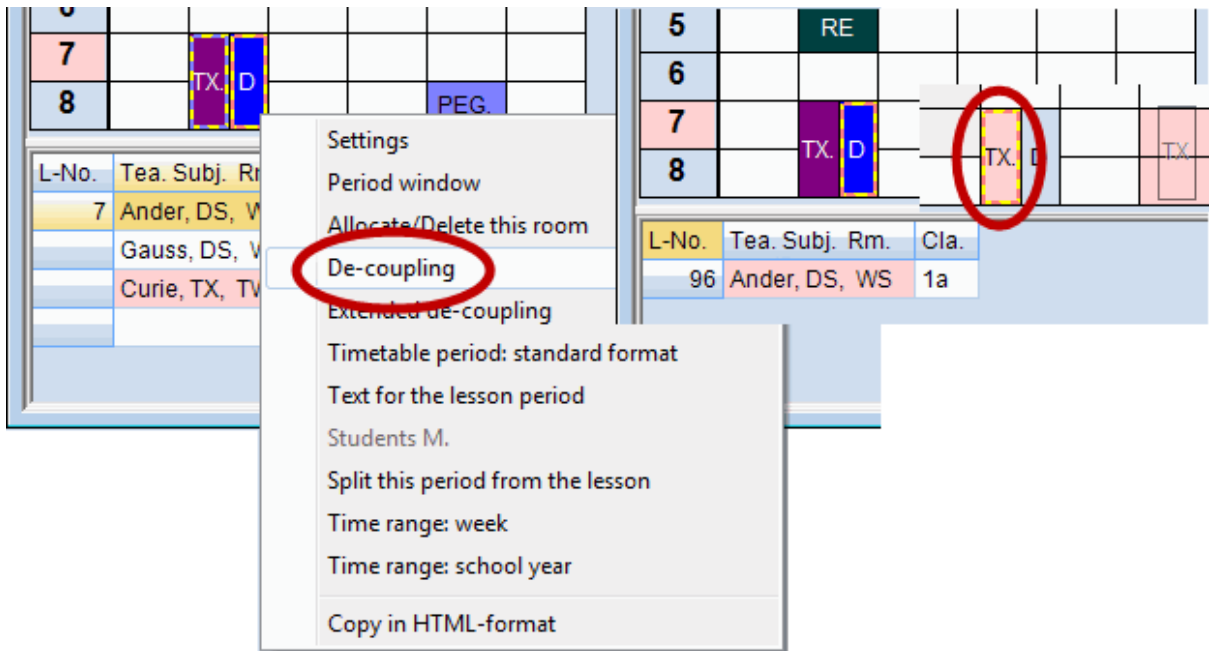 7
TX. D
8
PEG.
L-No. Tea. Subj.
7 Ander, DS,
Gauss, DS,
Curie, TX,
Settings
Period window
Allocate/Delete this room
De-coupling
Extended de-coupling
Timetable period: standard format
Text for the lesson period
Students M.
Split this period from the lesson
Time range: week
Time range: school year
Copy in HTML-format
5 RE
6
7
TX. D
8
TX.
TX
L-No. Tea. Subj. Rm. Cla.
96 Ander, DS, WS 1a